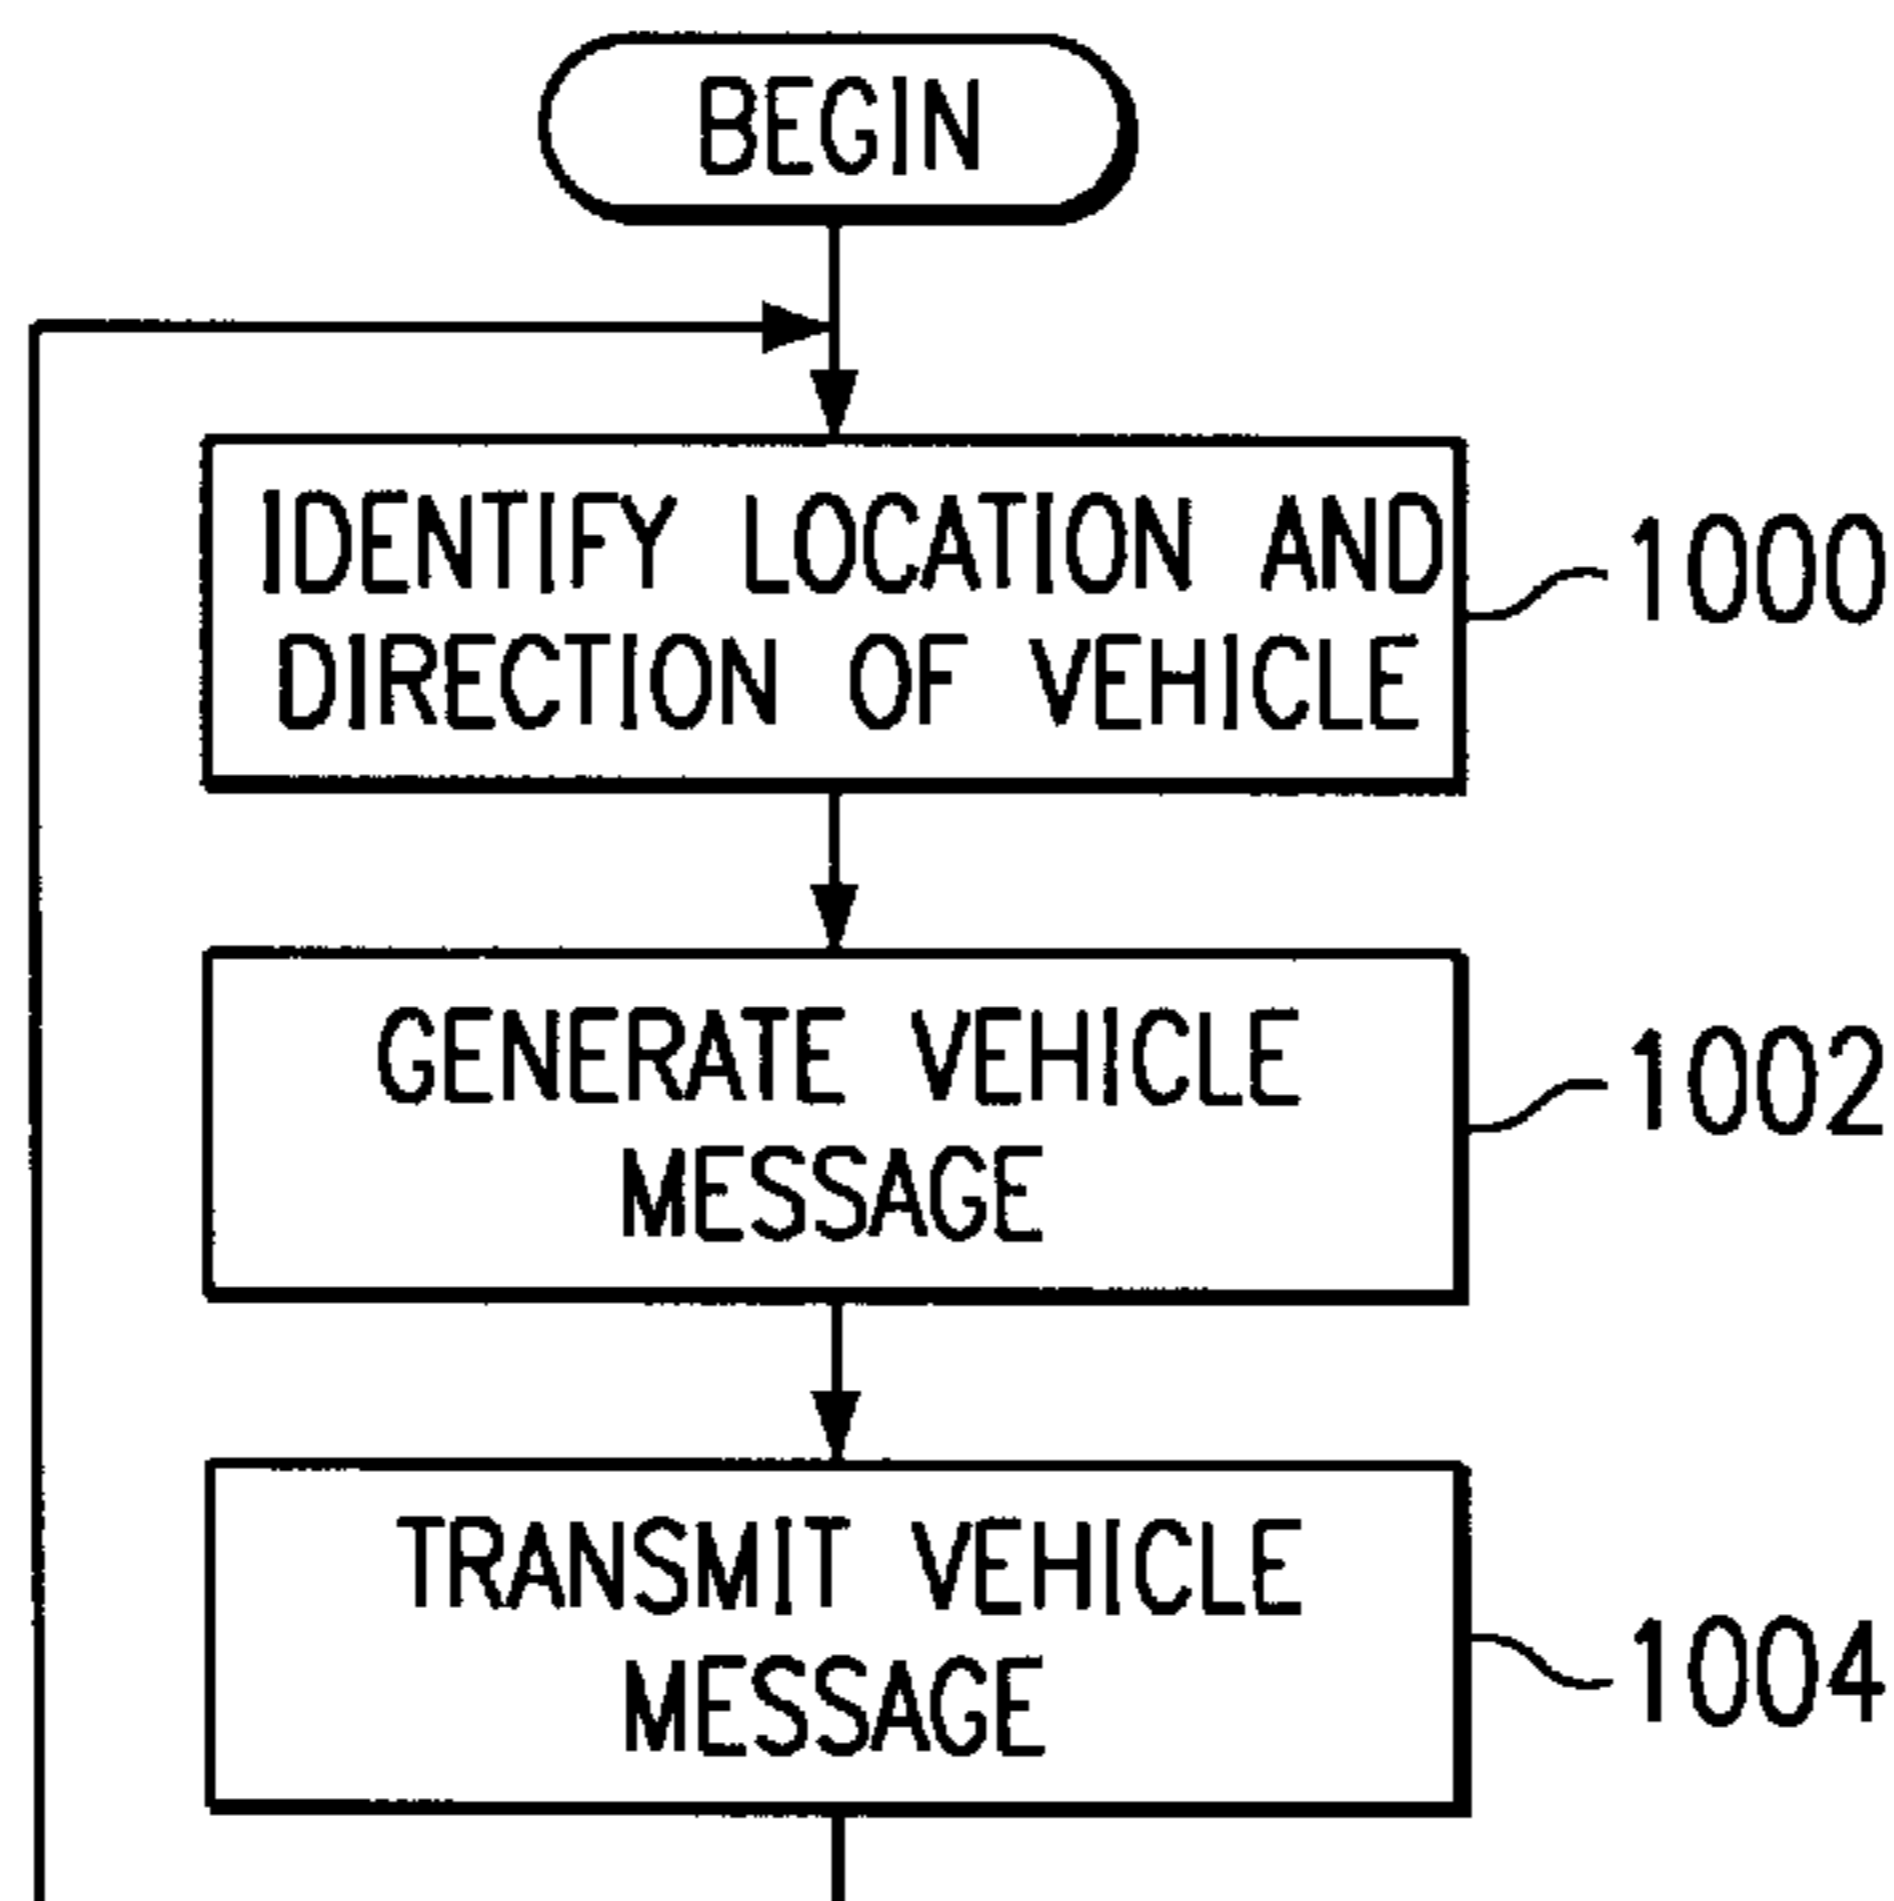 BEGIN
IDENTIFY LOCATION AND
DIRECTION OF VEHICLE
1000
GENERATE VEHICLE
MESSAGE
1002
TRANSMIT VEHICLE
MESSAGE
1004